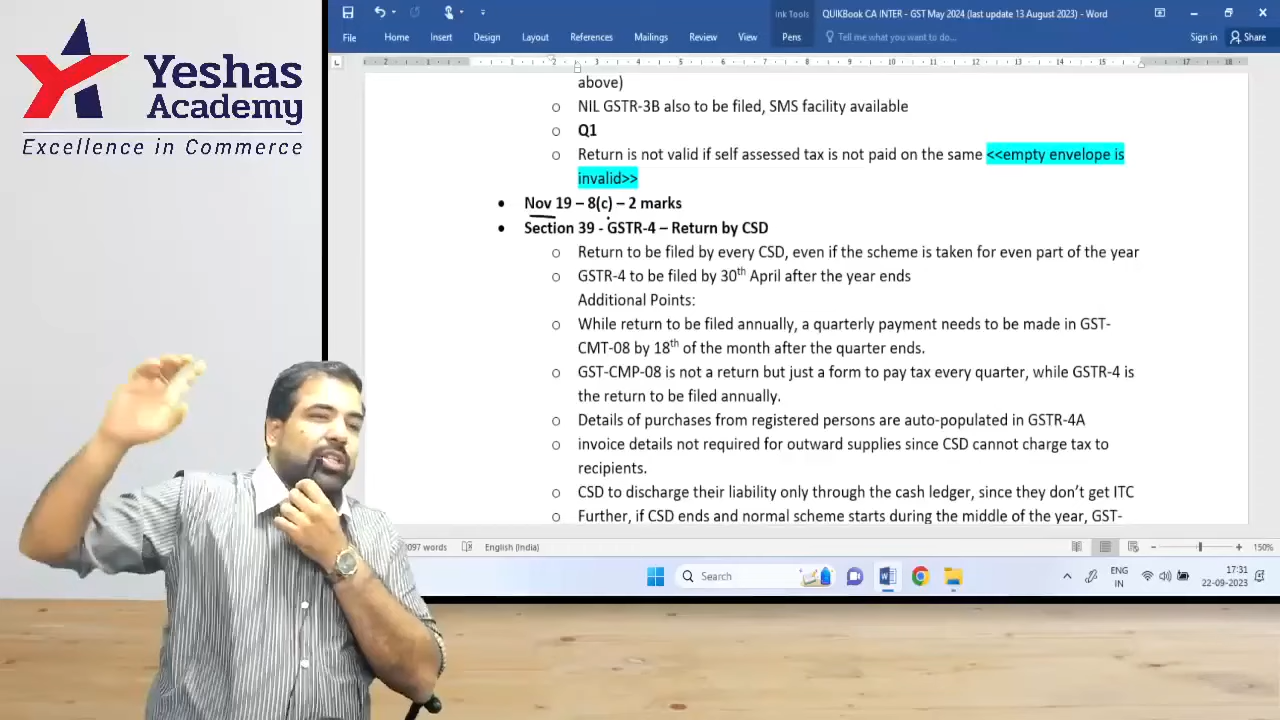 Yeshas
Academy
Excellence in Commerce
Ink Tools
QUIKBook CA INTER - GST May 2024 (last update 13 August 2023) - Word
File Home Insert Design Layout References Mailings Review View Pens Tell me what you want to do... Sign in Share
above)
o NIL GSTR-3B also to be filed, SMS facility available
o Q1
o Return is not valid if self assessed tax is not paid on the same <<empty envelope is
invalid>>
• Nov 19 – 8(c) – 2 marks
• Section 39 - GSTR-4 – Return by CSD
o Return to be filed by every CSD, even if the scheme is taken for even part of the year
o GSTR-4 to be filed by 30th April after the year ends
Additional Points:
o While return to be filed annually, a quarterly payment needs to be made in GST-
CMT-08 by 18th of the month after the quarter ends.
o GST-CMP-08 is not a return but just a form to pay tax every quarter, while GSTR-4 is
the return to be filed annually.
o Details of purchases from registered persons are auto-populated in GSTR-4A
o invoice details not required for outward supplies since CSD cannot charge tax to
recipients.
o CSD to discharge their liability only through the cash ledger, since they don’t get ITC
o Further, if CSD ends and normal scheme starts during the middle of the year, GST-
097 words English (India) 150%
Search
ENG
IN
17:31
22-09-2023